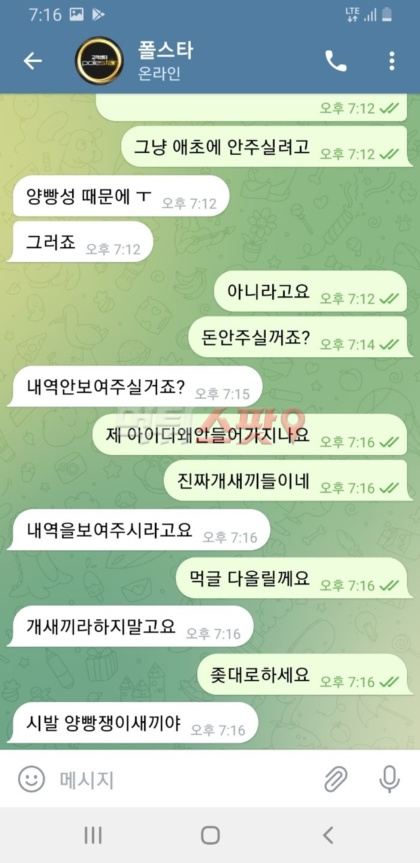 7:16
LTE
고객센터
폴스타
온라인
오후 7:12
그냥 애초에 안주실려고 오후 7:12
양빵성 때문에 ㅜ 오후 7:12
그러죠 오후 7:12
아니라고요 오후 7:12
돈안주실꺼죠? 오후 7:14
내역안보여주실거죠? 오후 7:15
먹튀스팟
제 아이디왜안들어가지나요 오후 7:16
진짜개새끼들이네 오후 7:16
내역을보여주시라고요 오후 7:16
먹글 다올릴께요 오후 7:16
개새끼라하지말고요 오후 7:16
좆대로하세요 오후 7:16
시발 양빵쟁이새끼야 오후 7:16
메시지